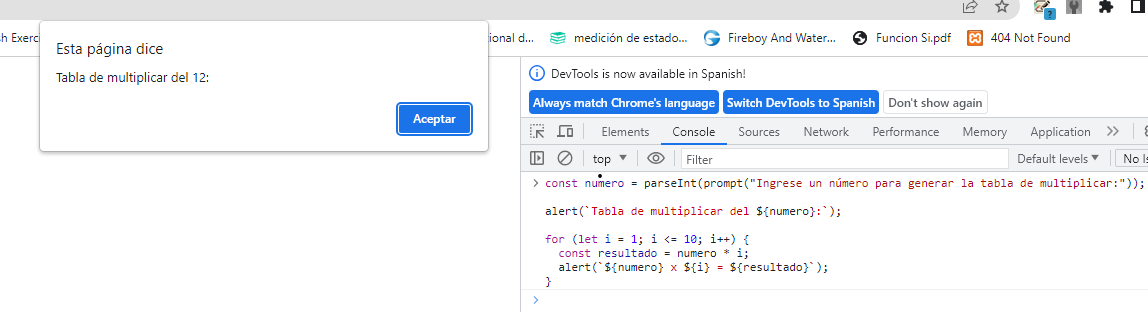 Esta página dice
Tabla de multiplicar del 12:
Aceptar
?
sh Exerc
cional d...
medición de estado...
Fireboy And Water...
Funcion Si.pdf
404 Not Found
DevTools is now available in Spanish!
Always match Chrome's language
Switch DevTools to Spanish
Don't show again
Elements
Console
Sources
Network
Performance
Memory
Application
top
Filter
Default levels
No Is
const numero = parseInt(prompt("Ingrese un número para generar la tabla de multiplicar:"));
alert(`Tabla de multiplicar del ${numero}:`);
for (let i = 1; i <= 10; i++) {
const resultado = numero * i;
alert(`${numero} x ${i} = ${resultado}`);
}